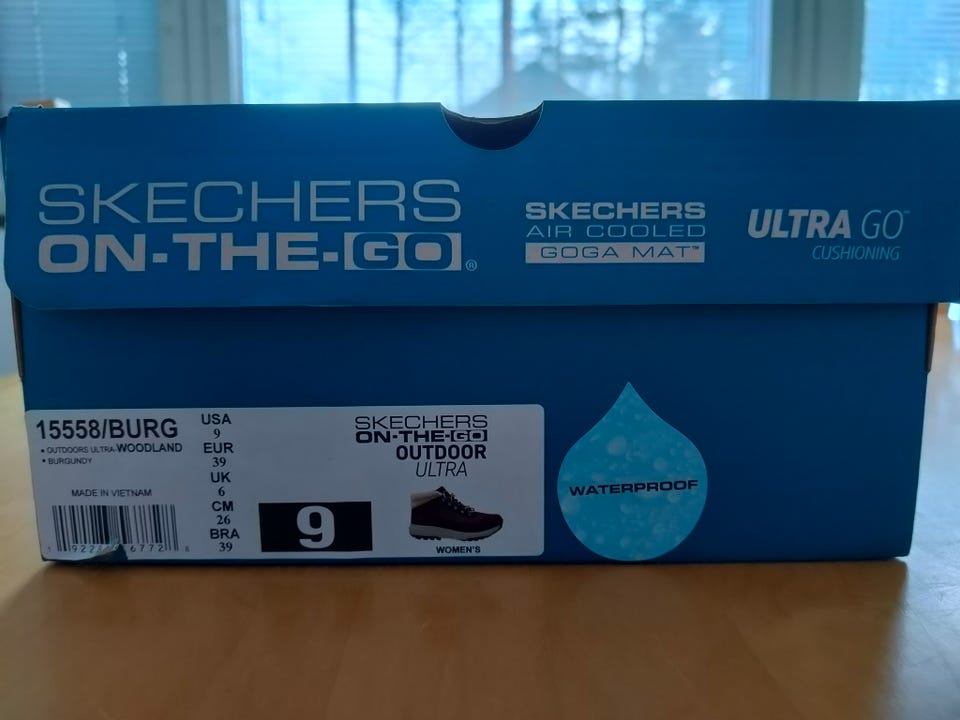 SKECHERS
ON-THE-GO®
SKECHERS
AIR COOLED
GOGA MAT™
ULTRA GO™
CUSHIONING
15558/BURG
• OUTDOORS ULTRA-WOODLAND
• BURGUNDY
MADE IN VIETNAM
USA
9
EUR
39
UK
6
CM
26
BRA
39
9
SKECHERS
ON-THE-GO
OUTDOOR
ULTRA
WOMEN'S
WATERPROOF